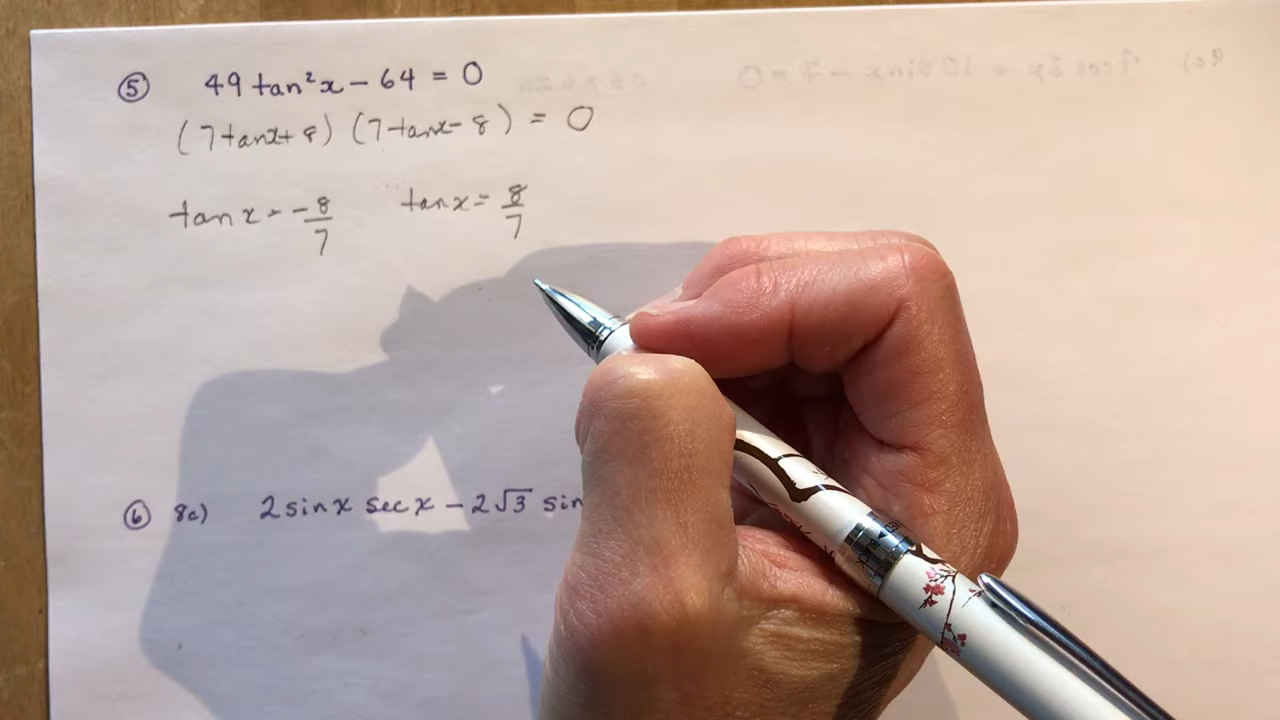 ⑤ 49 tan²x − 64 = 0
(7tanx+8) (7tanx−8) = 0
tan x = −8/7 tan x = 8/7
⑥ 8c) 2 sin x sec x − 2√3 sin